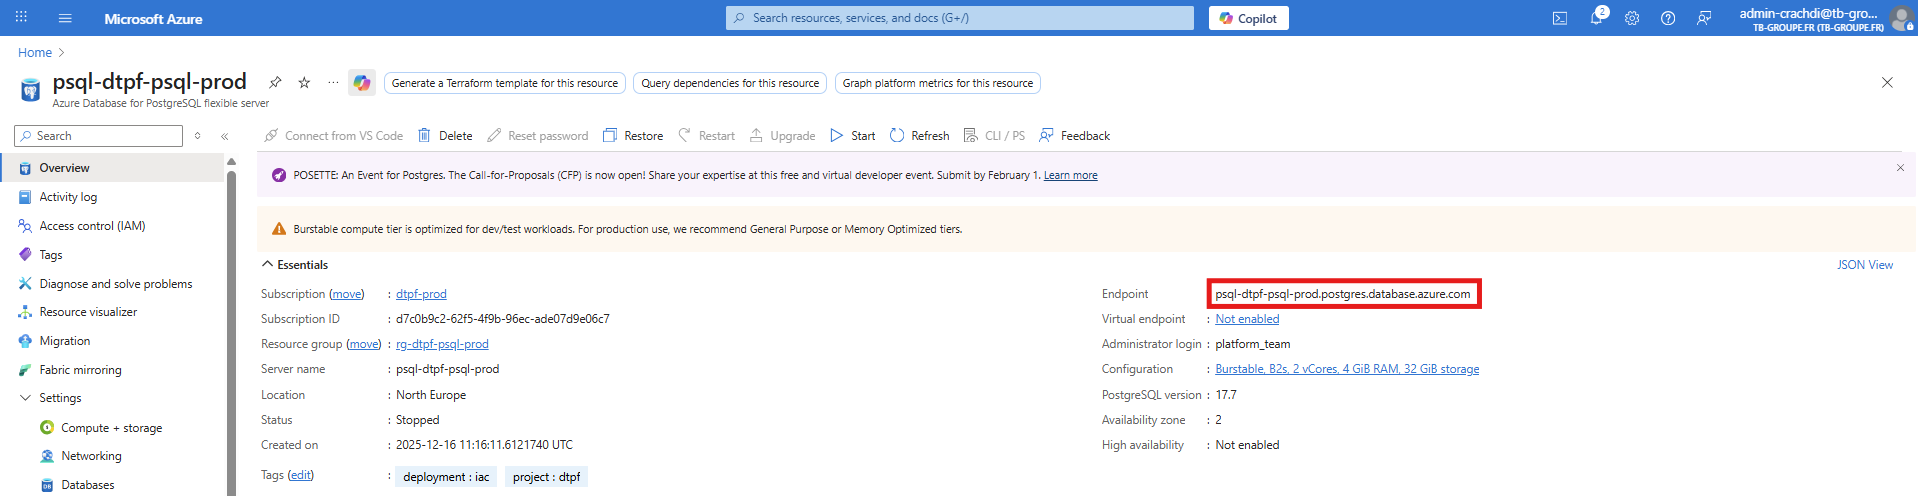 Microsoft Azure
Search resources, services, and docs (G+/)
Copilot
2
admin-crachdi@tb-gro...
TB-GROUPE.FR (TB-GROUPE.FR)
Home
psql-dtpf-psql-prod
Azure Database for PostgreSQL flexible server
Generate a Terraform template for this resource
Query dependencies for this resource
Graph platform metrics for this resource
Search
Connect from VS Code
Delete
Reset password
Restore
Restart
Upgrade
Start
Refresh
CLI / PS
Feedback
Overview
Activity log
Access control (IAM)
Tags
Diagnose and solve problems
Resource visualizer
Migration
Fabric mirroring
Settings
Compute + storage
Networking
Databases
POSETTE: An Event for Postgres. The Call-for-Proposals (CFP) is now open! Share your expertise at this free and virtual developer event. Submit by February 1. Learn more
Burstable compute tier is optimized for dev/test workloads. For production use, we recommend General Purpose or Memory Optimized tiers.
Essentials
JSON View
Subscription (move) : dtpf-prod
Subscription ID : d7c0b9c2-62f5-4f9b-96ec-ade07d9e06c7
Resource group (move) : rg-dtpf-psql-prod
Server name : psql-dtpf-psql-prod
Location : North Europe
Status : Stopped
Created on : 2025-12-16 11:16:11.6121740 UTC
Tags (edit) : deployment : iac project : dtpf
Endpoint : psql-dtpf-psql-prod.postgres.database.azure.com
Virtual endpoint : Not enabled
Administrator login : platform_team
Configuration : Burstable, B2s, 2 vCores, 4 GiB RAM, 32 GiB storage
PostgreSQL version : 17.7
Availability zone : 2
High availability : Not enabled